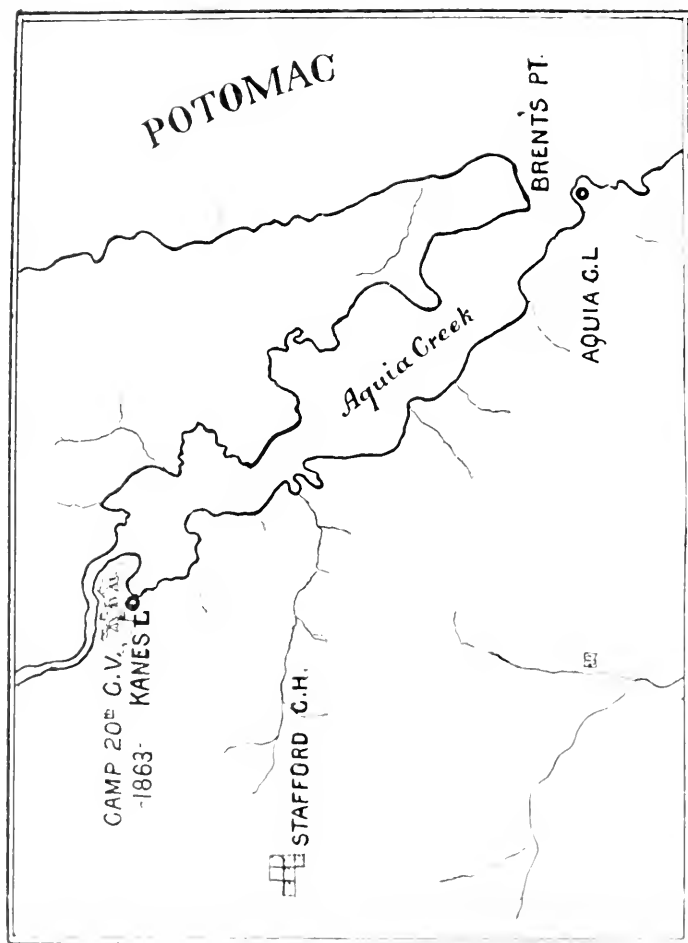 POTOMAC
BRENT'S PT.
Aquia Creek
AQUIA C.L
CAMP 20TH C.V.
-1863- KANES L
STAFFORD C.H.